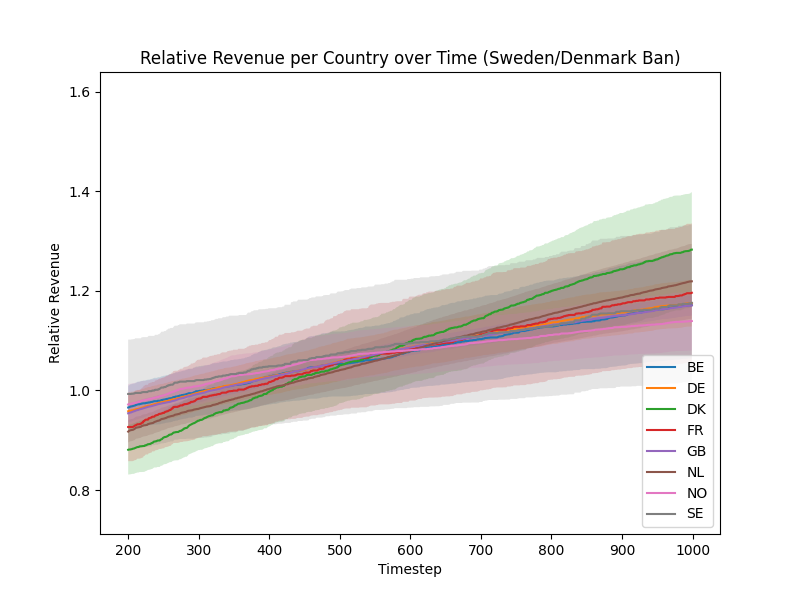 Relative Revenue per Country over Time (Sweden/Denmark Ban)
1.6
1.4
1.2
1.0
0.8
Relative Revenue
BE
DE
DK
FR
GB
NL
NO
SE
200 300 400 500 600 700 800 900 1000
Timestep